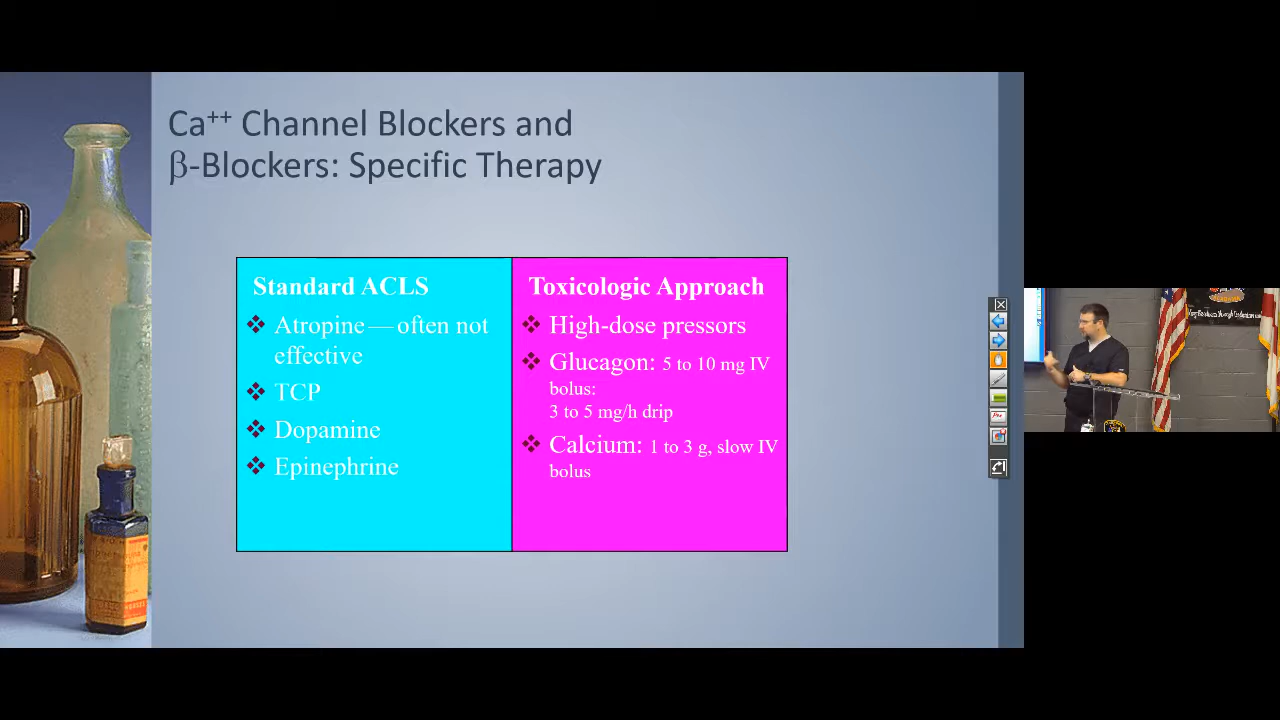 Ca⁺⁺ Channel Blockers and
β-Blockers: Specific Therapy
Standard ACLS
❖ Atropine—often not
effective
❖ TCP
❖ Dopamine
❖ Epinephrine
Toxicologic Approach
❖ High-dose pressors
❖ Glucagon: 5 to 10 mg IV
bolus:
3 to 5 mg/h drip
❖ Calcium: 1 to 3 g, slow IV
bolus